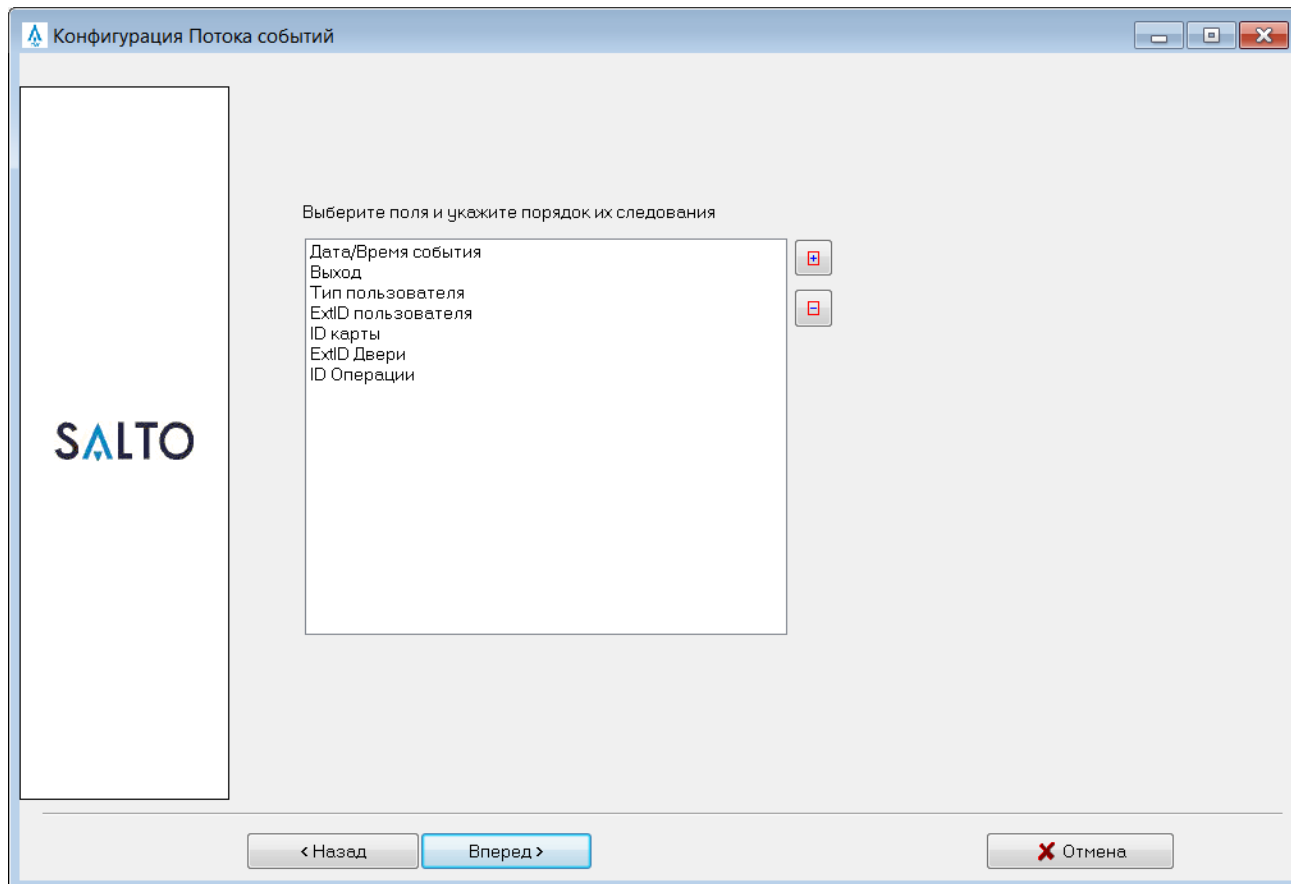 Конфигурация Потока событий
Выберите поля и укажите порядок их следования
Дата/Время события
Выход
Тип пользователя
ExtID пользователя
ID карты
ExtID Двери
ID Операции
SALTO
< Назад
Вперед >
Отмена